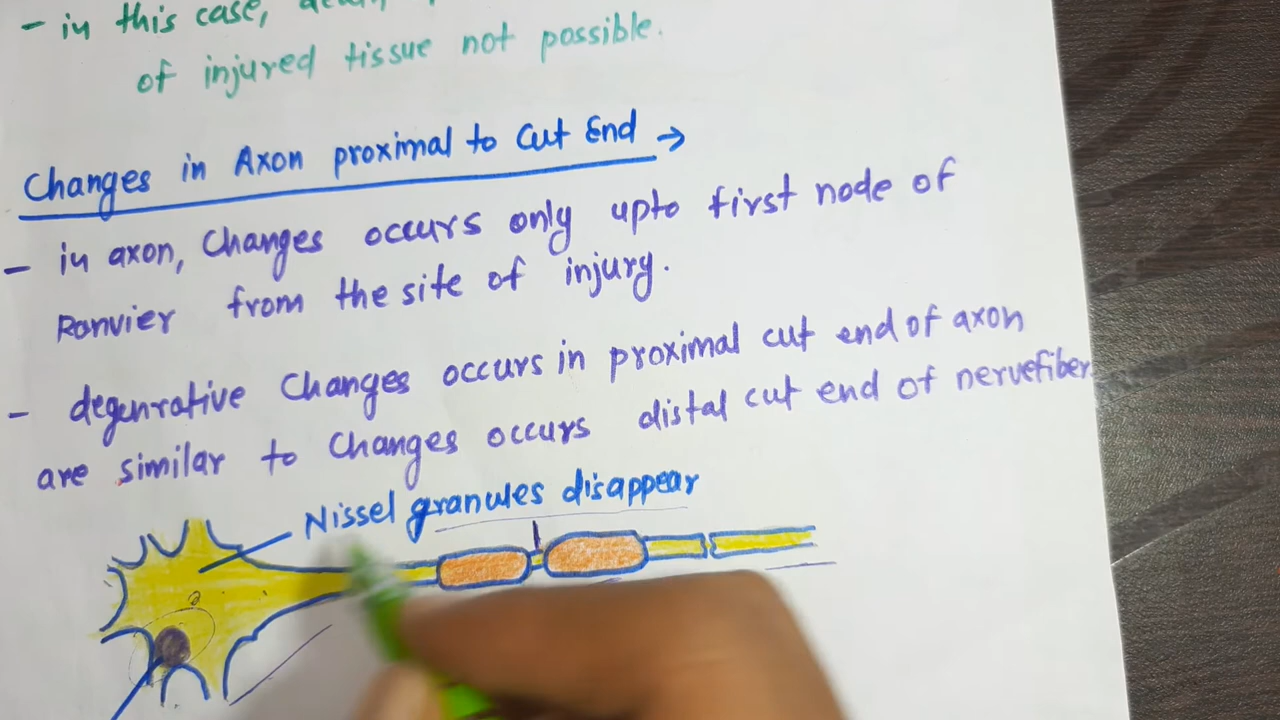 - in this case,
of injured tissue not possible.
Changes in Axon proximal to Cut End →
- in axon, Changes occurs only upto first node of
Ranvier from the site of injury.
- degenrative Changes occurs in proximal cut end of axon
are similar to Changes occurs distal cut end of nervefiber.
Nissel granules disappear